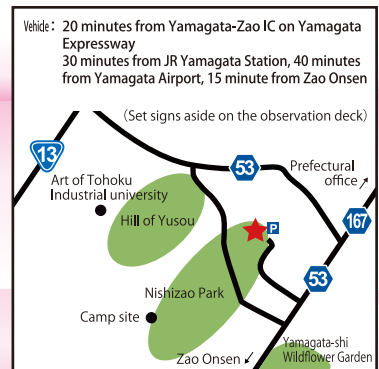 Vehicle: 20 minutes from Yamagata-Zao IC on Yamagata
Expressway
30 minutes from JR Yamagata Station, 40 minutes
from Yamagata Airport, 15 minute from Zao Onsen
(Set signs aside on the observation deck)
13
53
Prefectural
office
Art of Tohoku
Industrial university
167
Hill of Yusou
P
53
Nishizao Park
Camp site
Yamagata-shi
Wildflower Garden
Zao Onsen